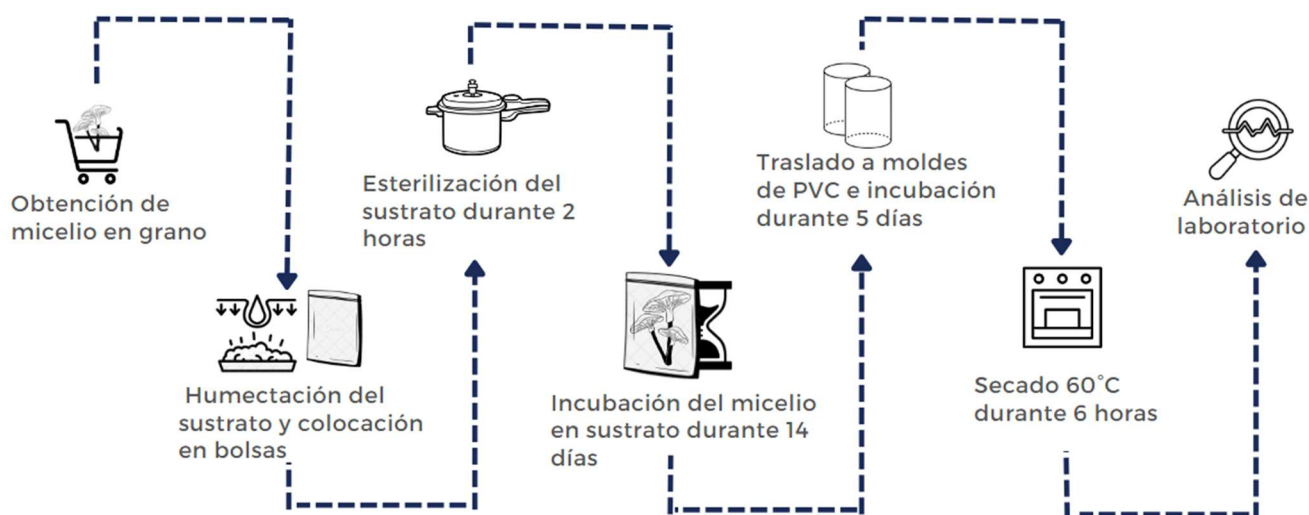 Obtención de
micelio en grano
Humectación del
sustrato y colocación
en bolsas
Esterilización del
sustrato durante 2
horas
Incubación del micelio
en sustrato durante 14
días
Traslado a moldes
de PVC e incubación
durante 5 días
Secado 60°C
durante 6 horas
Análisis de
laboratorio